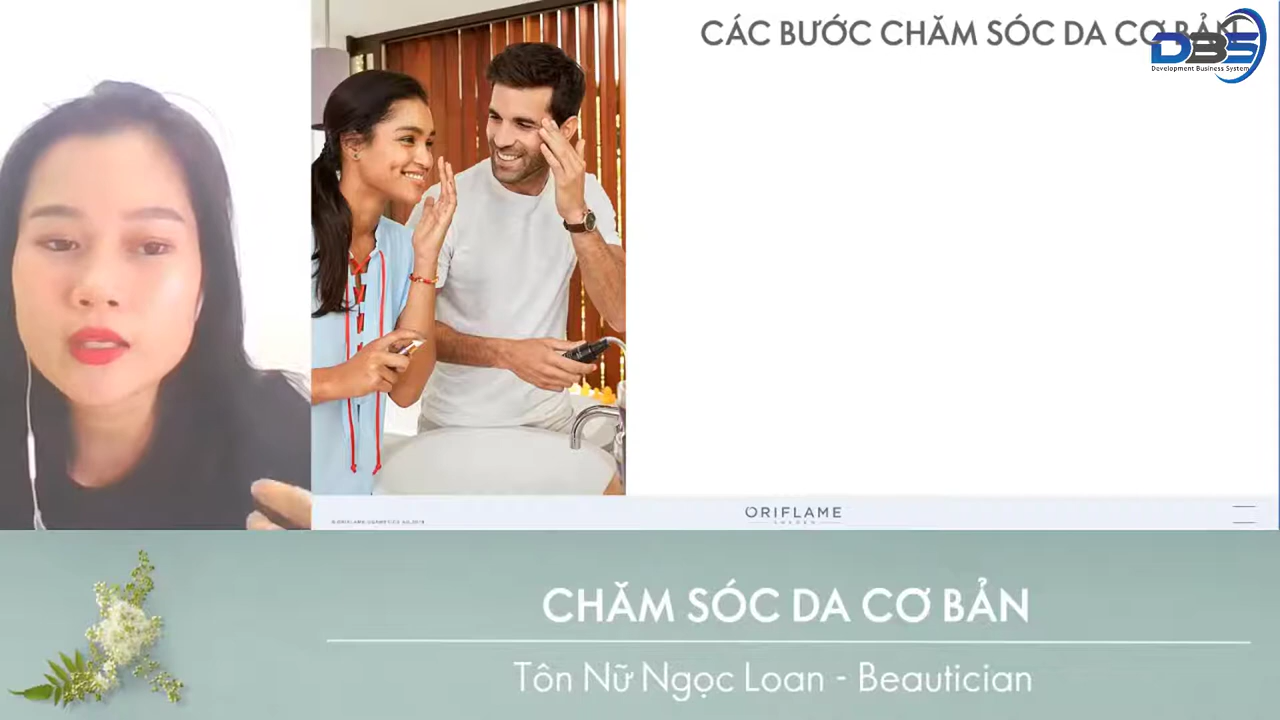 CÁC BƯỚC CHĂM SÓC DA CƠ BẢN
DBS
Development Business System
ORIFLAME
SWEDEN
CHĂM SÓC DA CƠ BẢN
Tôn Nữ Ngọc Loan - Beautician